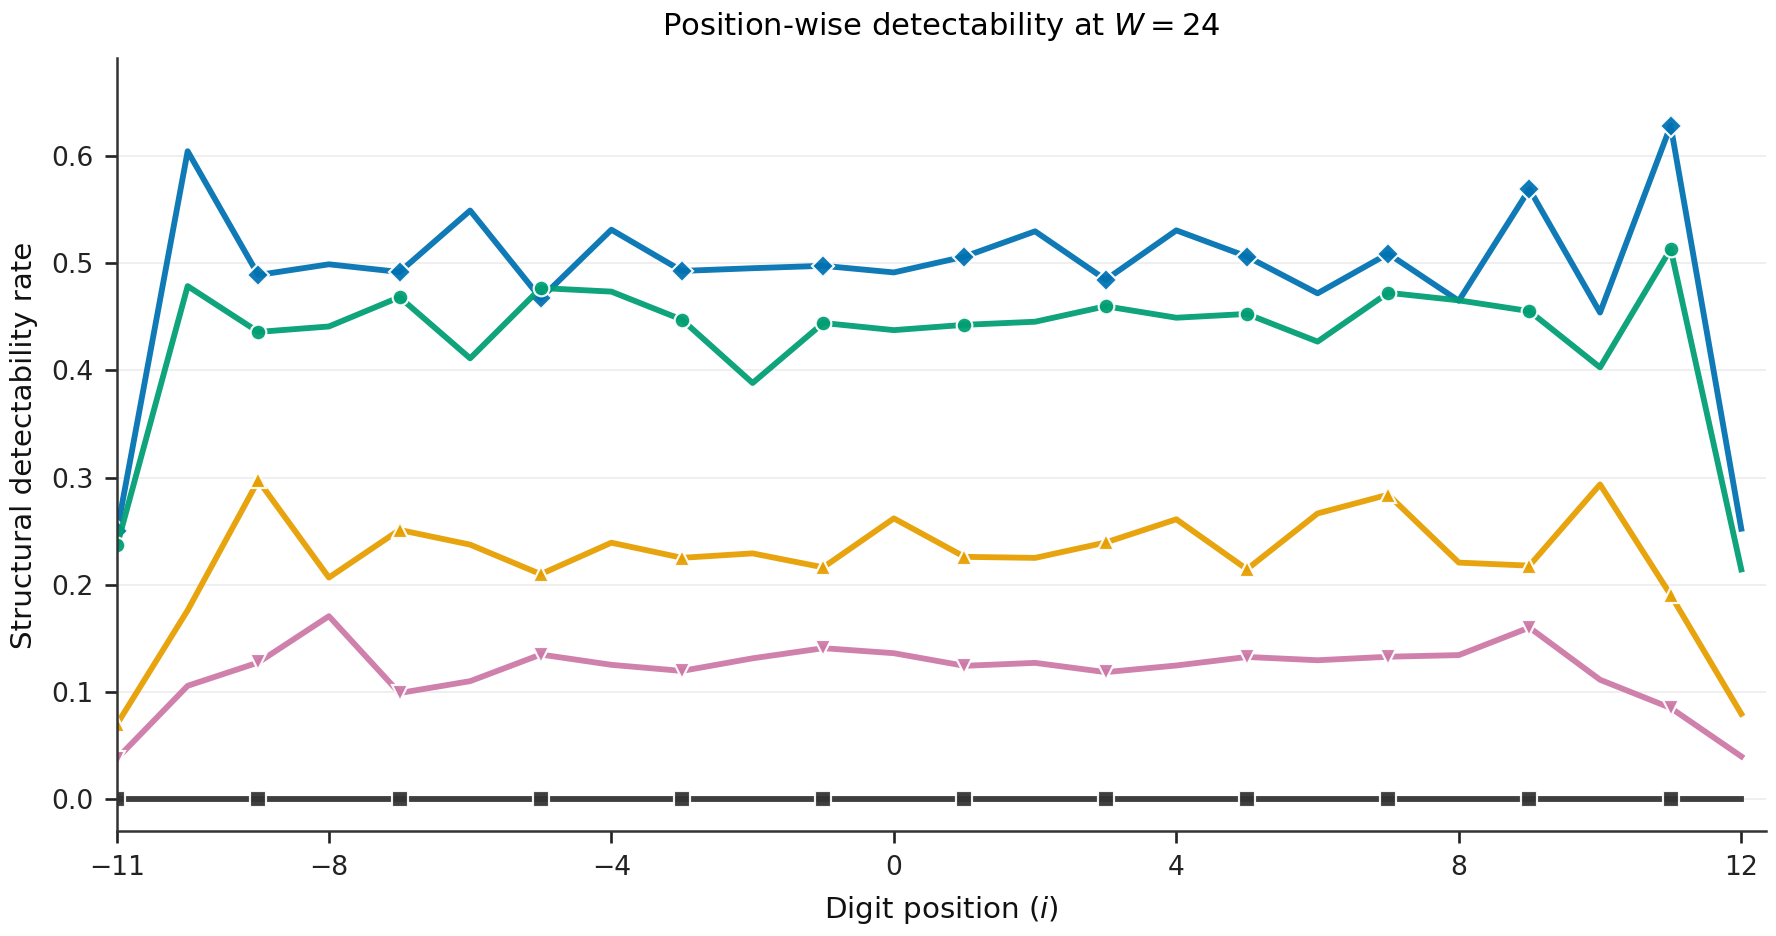 Position-wise detectability at W = 24
Structural detectability rate
0.6
0.5
0.4
0.3
0.2
0.1
0.0
−11 −8 −4 0 4 8 12
Digit position (i)